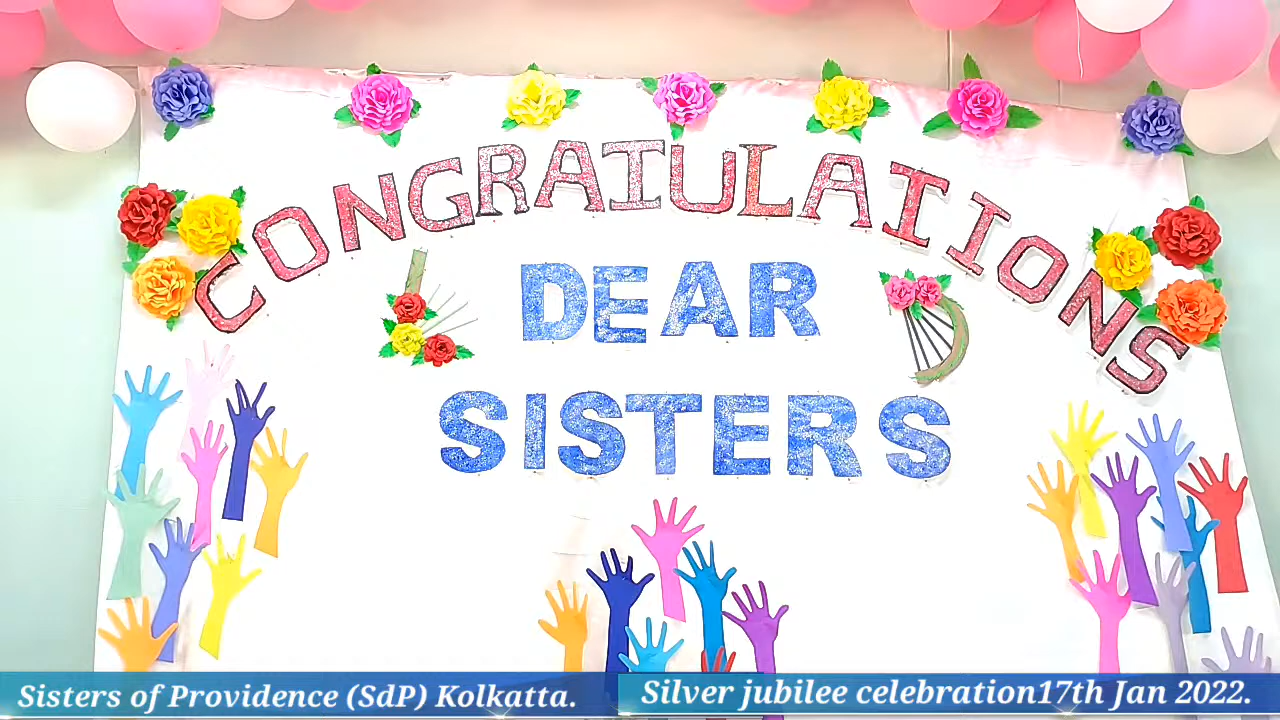 CONGRATULATIONS
DEAR
SISTERS
Sisters of Providence (SdP) Kolkatta.
Silver jubilee celebration17th Jan 2022.